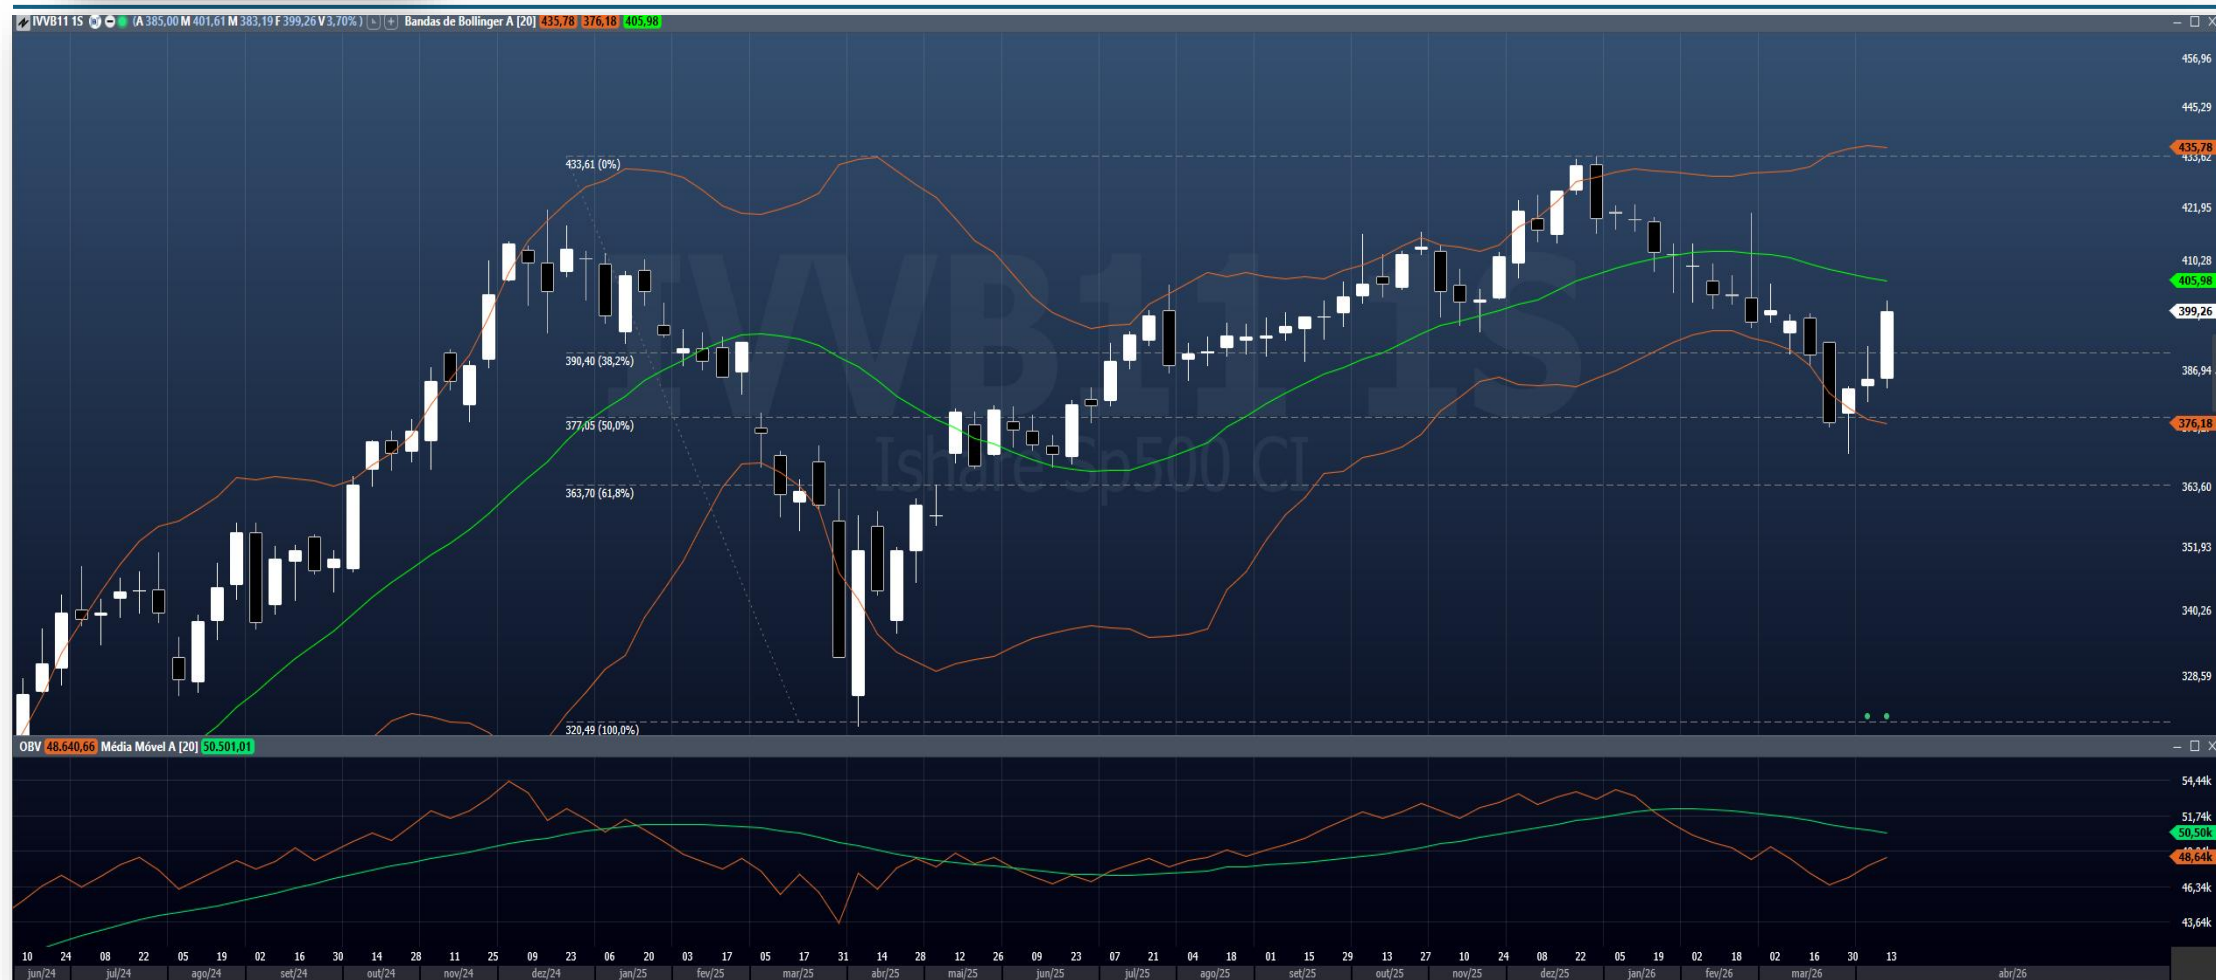 IVVB11 1S (A 385,00 M 401,61 M 383,19 F 399,26 V 3,70% ) Bandas de Bollinger A [20] 435,78 376,18 405,98
456,96
445,29
435,78
433,62
433,61 (0%)
421,95
410,28
405,98
399,26
390,40 (38,2%)
386,94
377,05 (50,0%)
376,18
363,70 (61,8%)
363,60
351,93
340,26
328,59
320,49 (100,0%)
IVVB11 1S
Ishare Sp500 CI
OBV 48.640,66 Média Móvel A [20] 50.501,01
54,44k
51,74k
50,50k
48,64k
46,34k
43,64k
10 24 08 22 05 19 02 16 30 14 28 11 25 09 23 06 20 03 17 05 17 31 14 28 12 26 09 23 07 21 04 18 01 15 29 13 27 10 24 08 22 05 19 02 18 02 16 30 13
jun/24 jul/24 ago/24 set/24 out/24 nov/24 dez/24 jan/25 fev/25 mar/25 abr/25 mai/25 jun/25 jul/25 ago/25 set/25 out/25 nov/25 dez/25 jan/26 fev/26 mar/26 abr/26